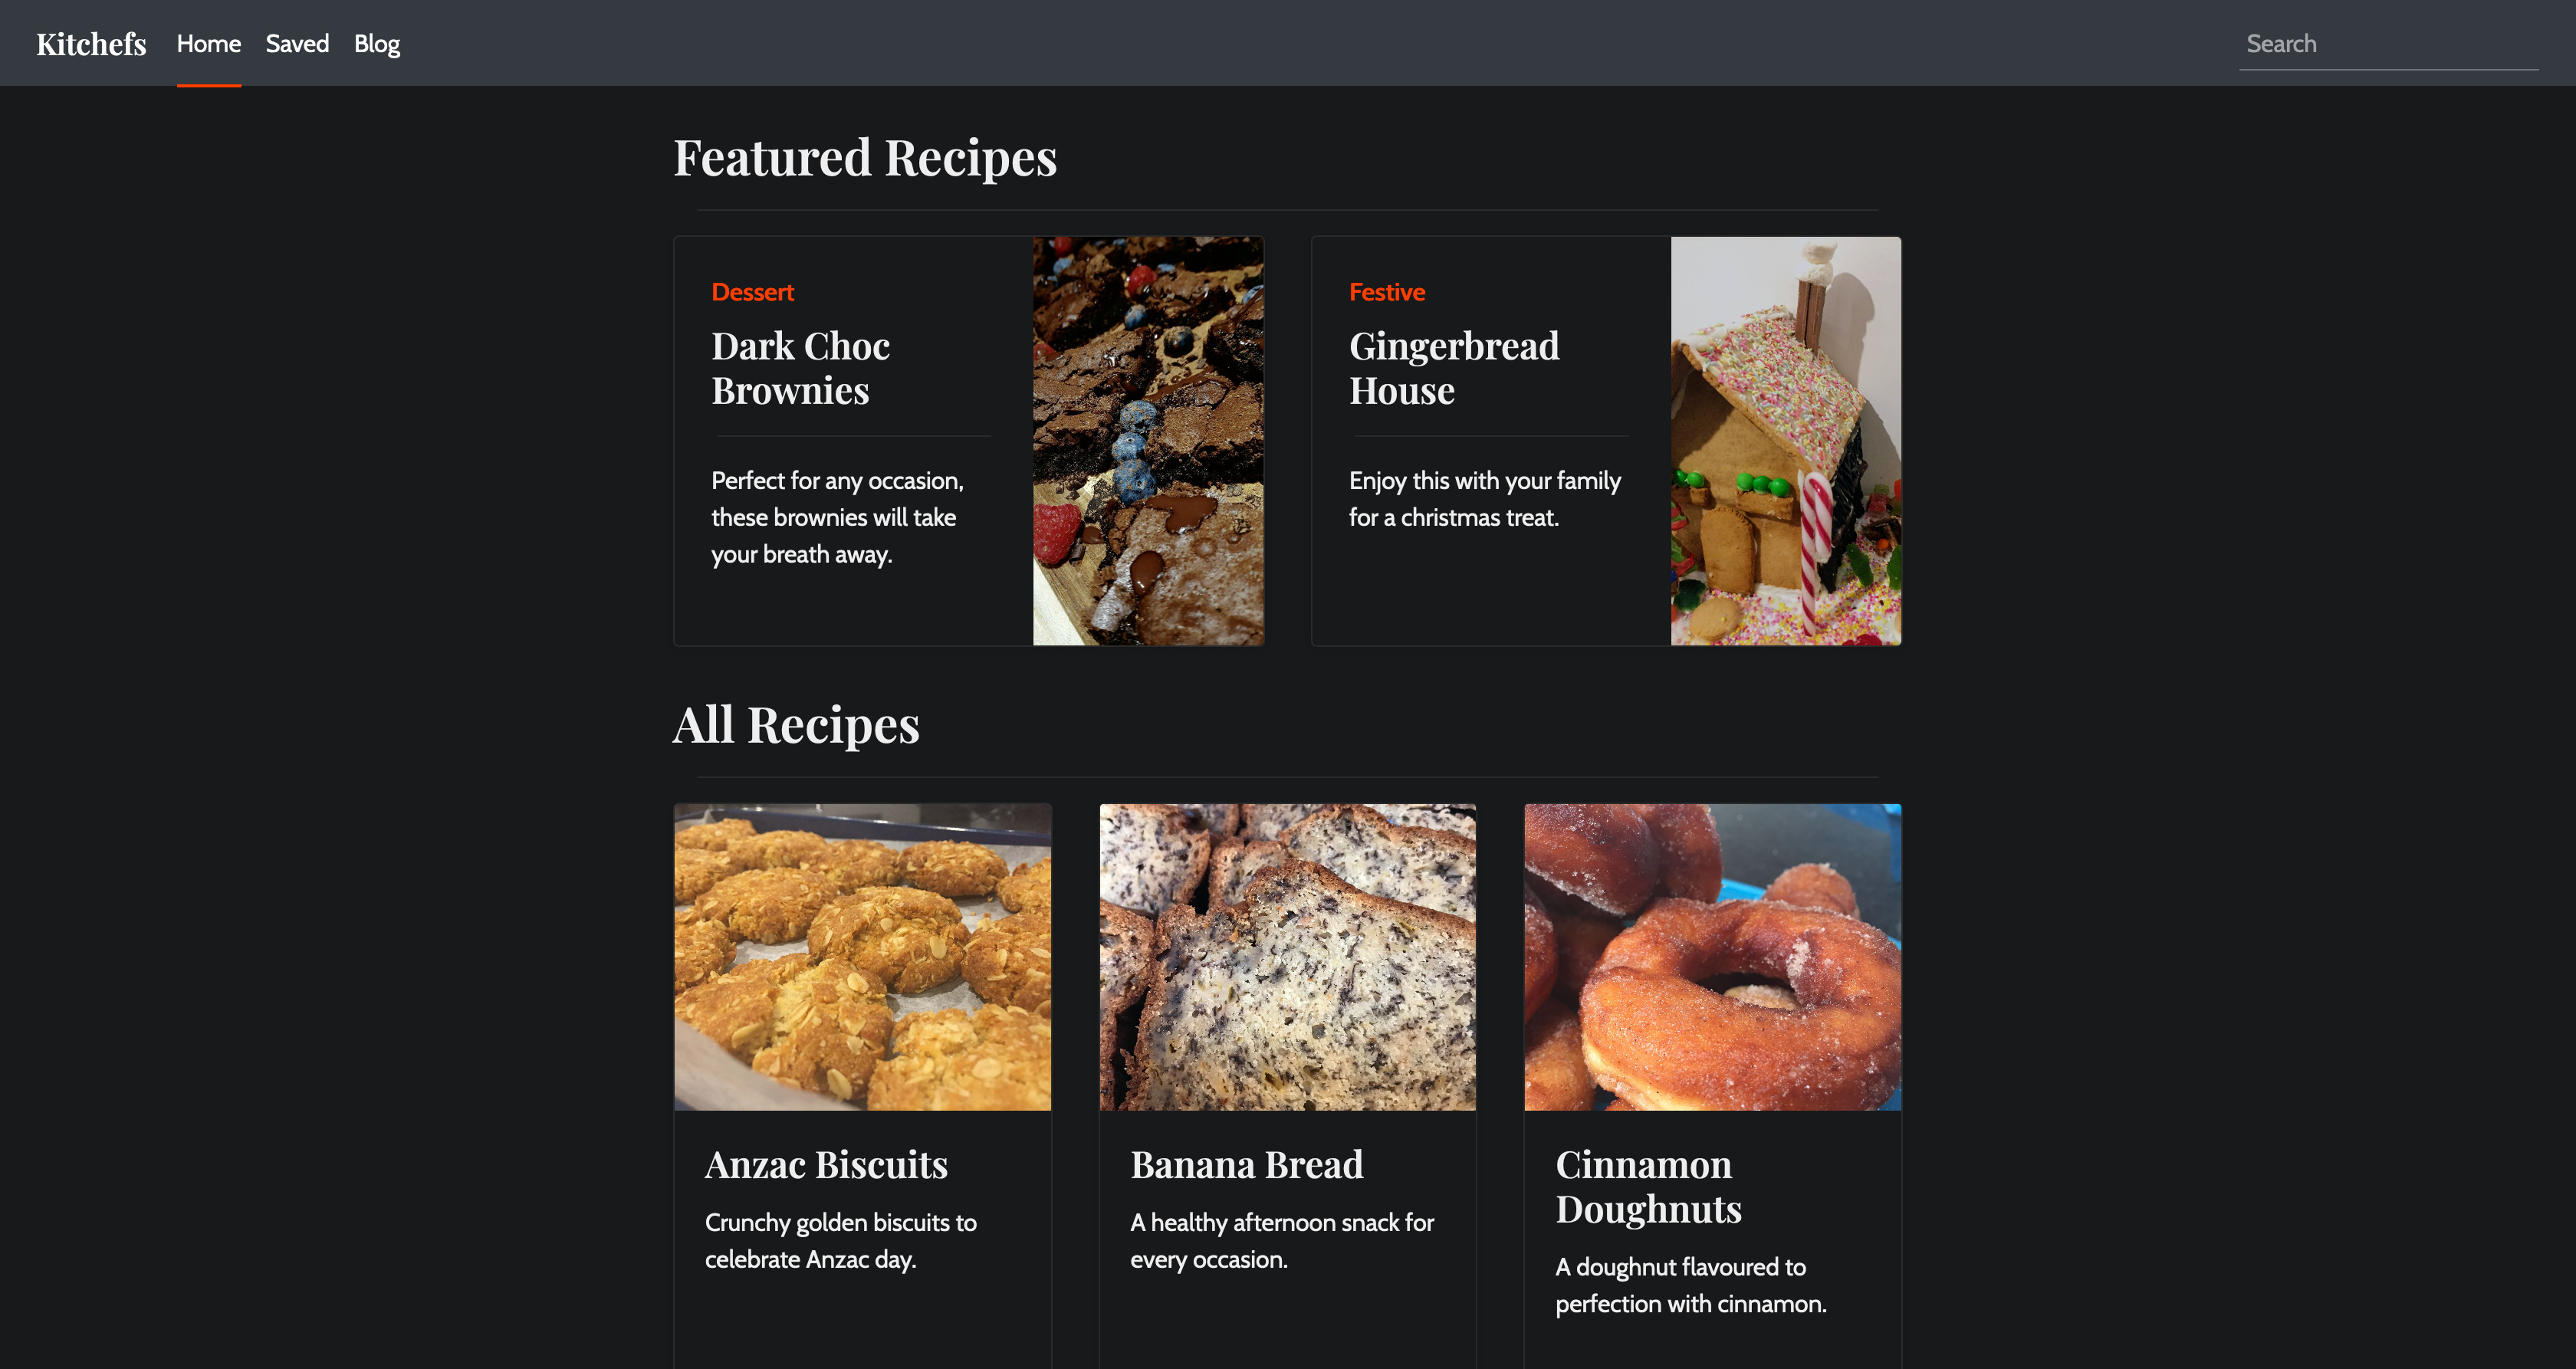 Kitchefs Home Saved Blog Search
Featured Recipes
Dessert
Dark Choc
Brownies
Perfect for any occasion,
these brownies will take
your breath away.
Festive
Gingerbread
House
Enjoy this with your family
for a christmas treat.
All Recipes
Anzac Biscuits
Crunchy golden biscuits to
celebrate Anzac day.
Banana Bread
A healthy afternoon snack for
every occasion.
Cinnamon
Doughnuts
A doughnut flavoured to
perfection with cinnamon.